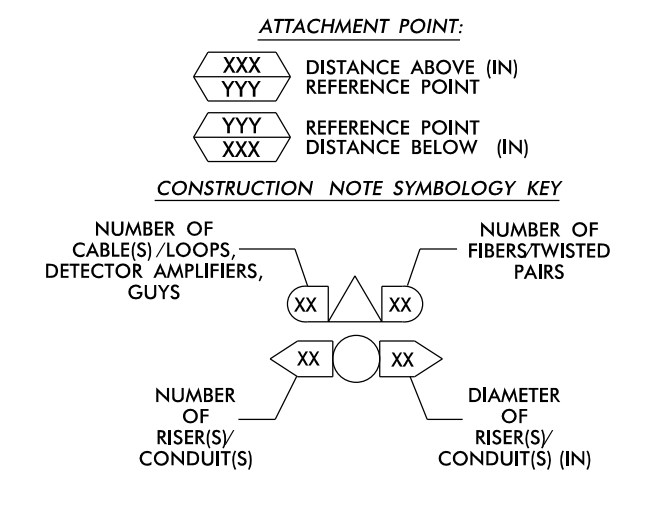 ATTACHMENT POINT:
XXX
YYY
DISTANCE ABOVE (IN)
REFERENCE POINT
YYY
XXX
REFERENCE POINT
DISTANCE BELOW (IN)
CONSTRUCTION NOTE SYMBOLOGY KEY
NUMBER OF
CABLE(S)/LOOPS,
DETECTOR AMPLIFIERS,
GUYS
NUMBER OF
FIBERS/TWISTED
PAIRS
XX
XX
XX
XX
NUMBER
OF
RISER(S)/
CONDUIT(S)
DIAMETER
OF
RISER(S)/
CONDUIT(S) (IN)